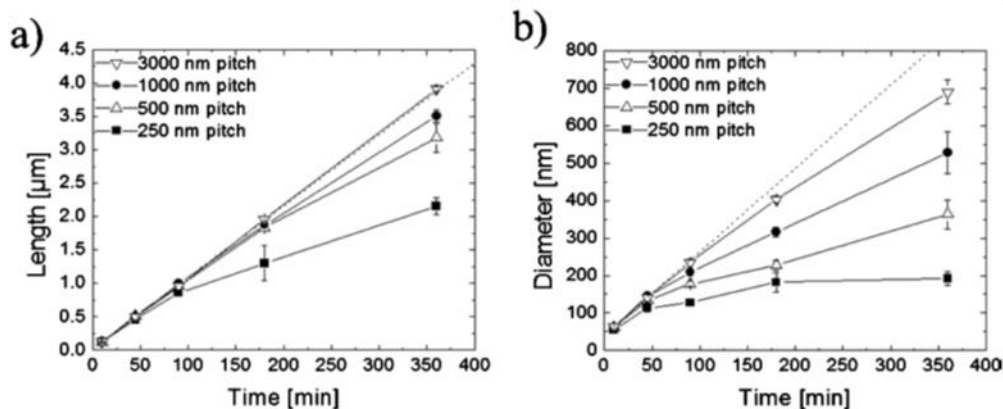 a)
4.5
4.0
3.5
3.0
2.5
2.0
1.5
1.0
0.5
0.0
Length [µm]
3000 nm pitch
1000 nm pitch
500 nm pitch
250 nm pitch
0 50 100 150 200 250 300 350 400
Time [min]
b)
800
700
600
500
400
300
200
100
0
Diameter [nm]
3000 nm pitch
1000 nm pitch
500 nm pitch
250 nm pitch
0 50 100 150 200 250 300 350 400
Time [min]